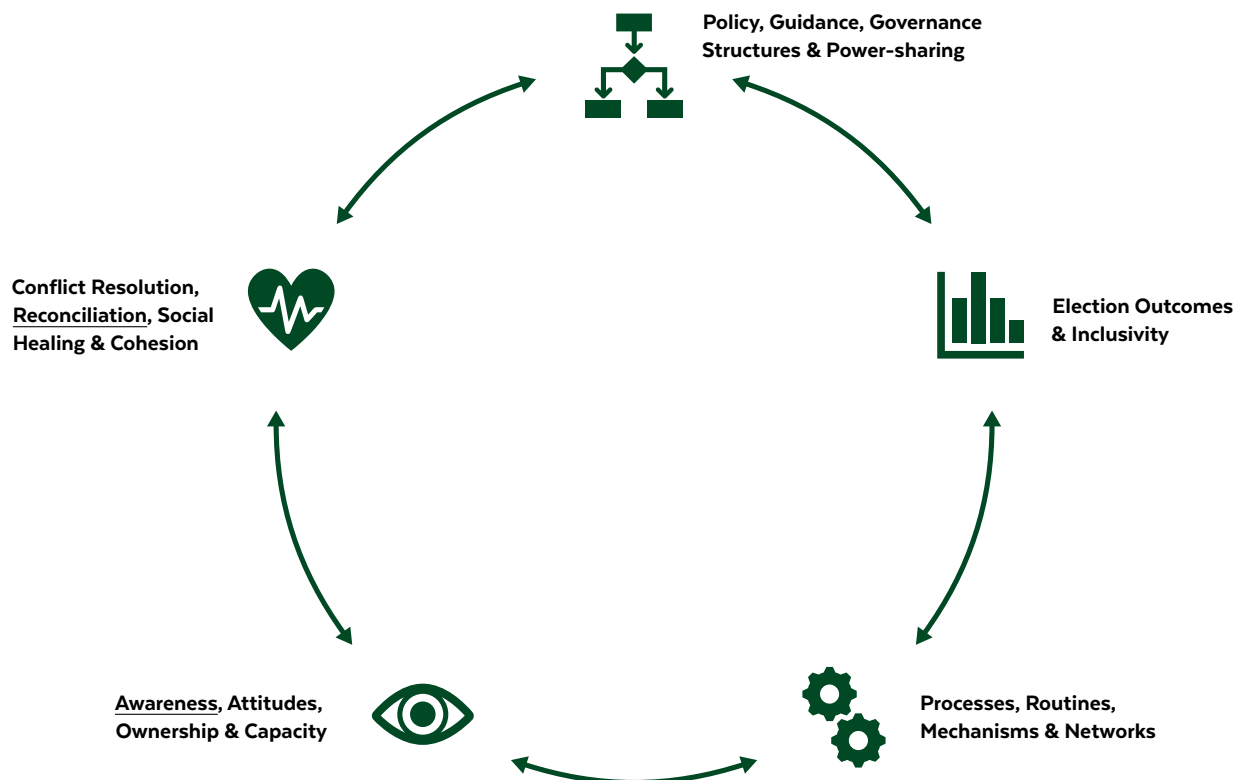 Policy, Guidance, Governance
Structures & Power-sharing
Conflict Resolution,
Reconciliation, Social
Healing & Cohesion
Election Outcomes
& Inclusivity
Awareness, Attitudes,
Ownership & Capacity
Processes, Routines,
Mechanisms & Networks